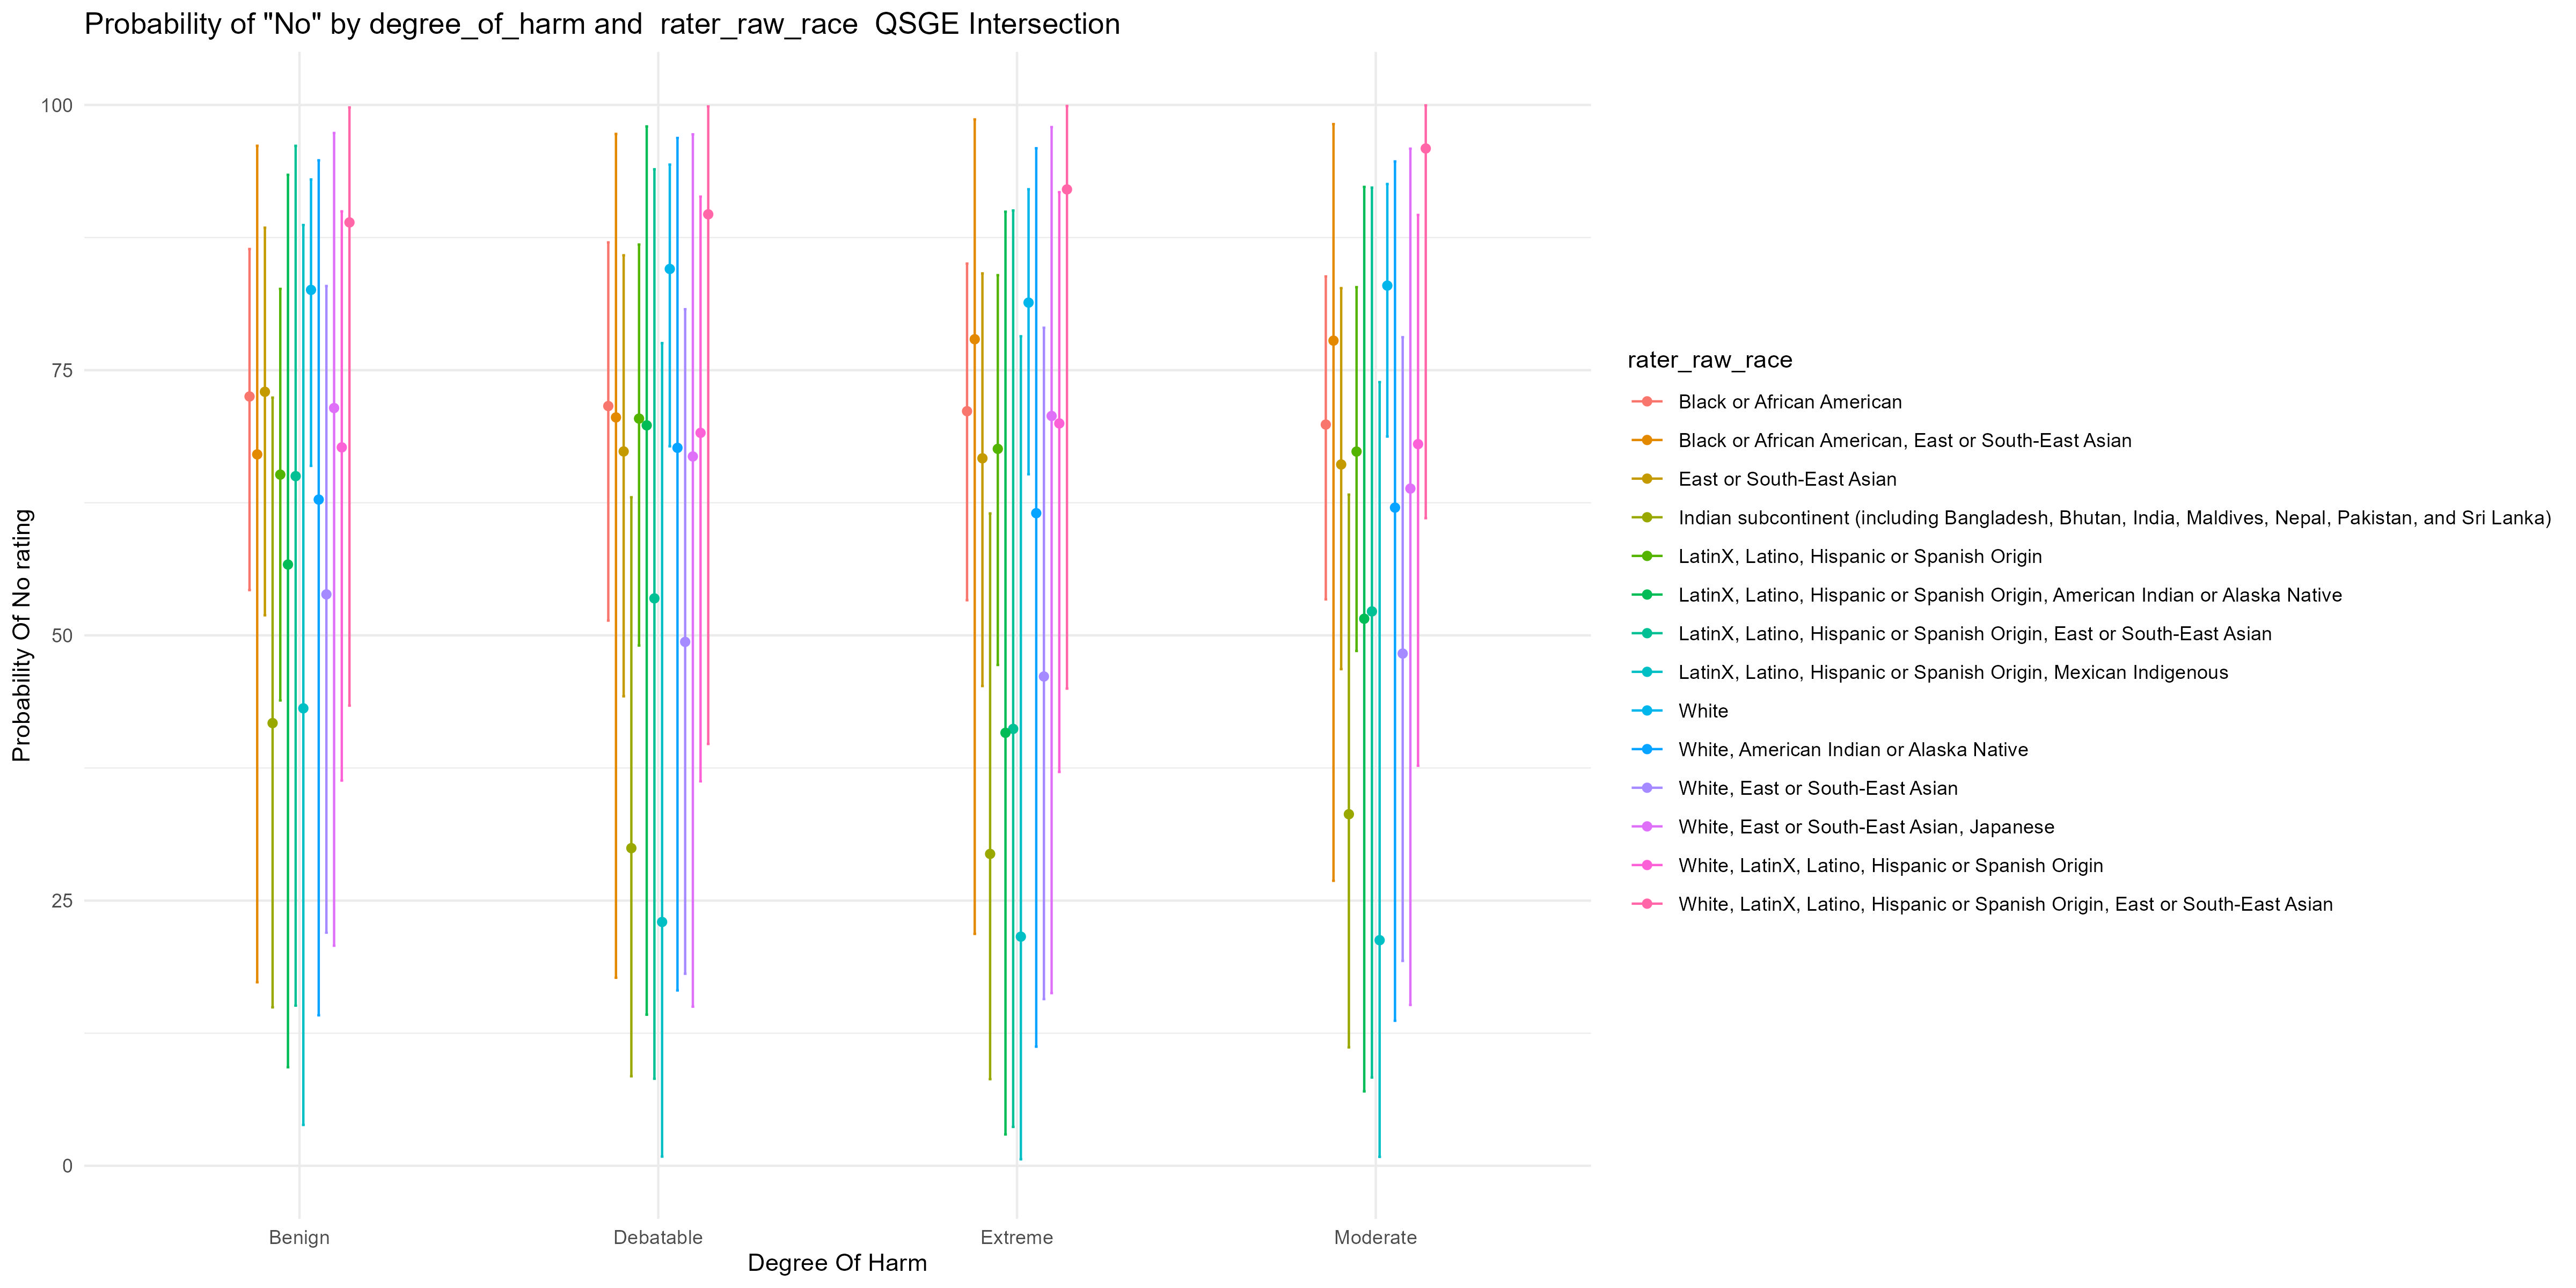 Probability of "No" by degree_of_harm and  rater_raw_race  QSGE Intersection
100
75
50
25
0
Probability Of No rating
Benign
Debatable
Extreme
Moderate
Degree Of Harm
rater_raw_race
Black or African American
Black or African American, East or South-East Asian
East or South-East Asian
Indian subcontinent (including Bangladesh, Bhutan, India, Maldives, Nepal, Pakistan, and Sri Lanka)
LatinX, Latino, Hispanic or Spanish Origin
LatinX, Latino, Hispanic or Spanish Origin, American Indian or Alaska Native
LatinX, Latino, Hispanic or Spanish Origin, East or South-East Asian
LatinX, Latino, Hispanic or Spanish Origin, Mexican Indigenous
White
White, American Indian or Alaska Native
White, East or South-East Asian
White, East or South-East Asian, Japanese
White, LatinX, Latino, Hispanic or Spanish Origin
White, LatinX, Latino, Hispanic or Spanish Origin, East or South-East Asian